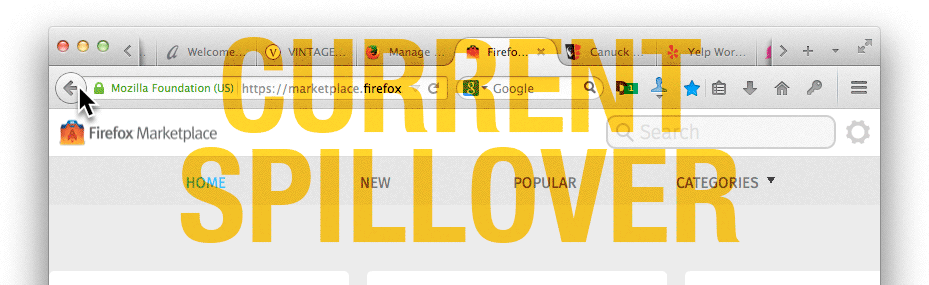 Welcome... VINTAGE... Manage ... Firefo... Canuck ... Yelp Wor...
CURRENT
Mozilla Foundation (US) https://marketplace.firefox Google
Firefox Marketplace Search
SPILLOVER
HOME NEW POPULAR CATEGORIES